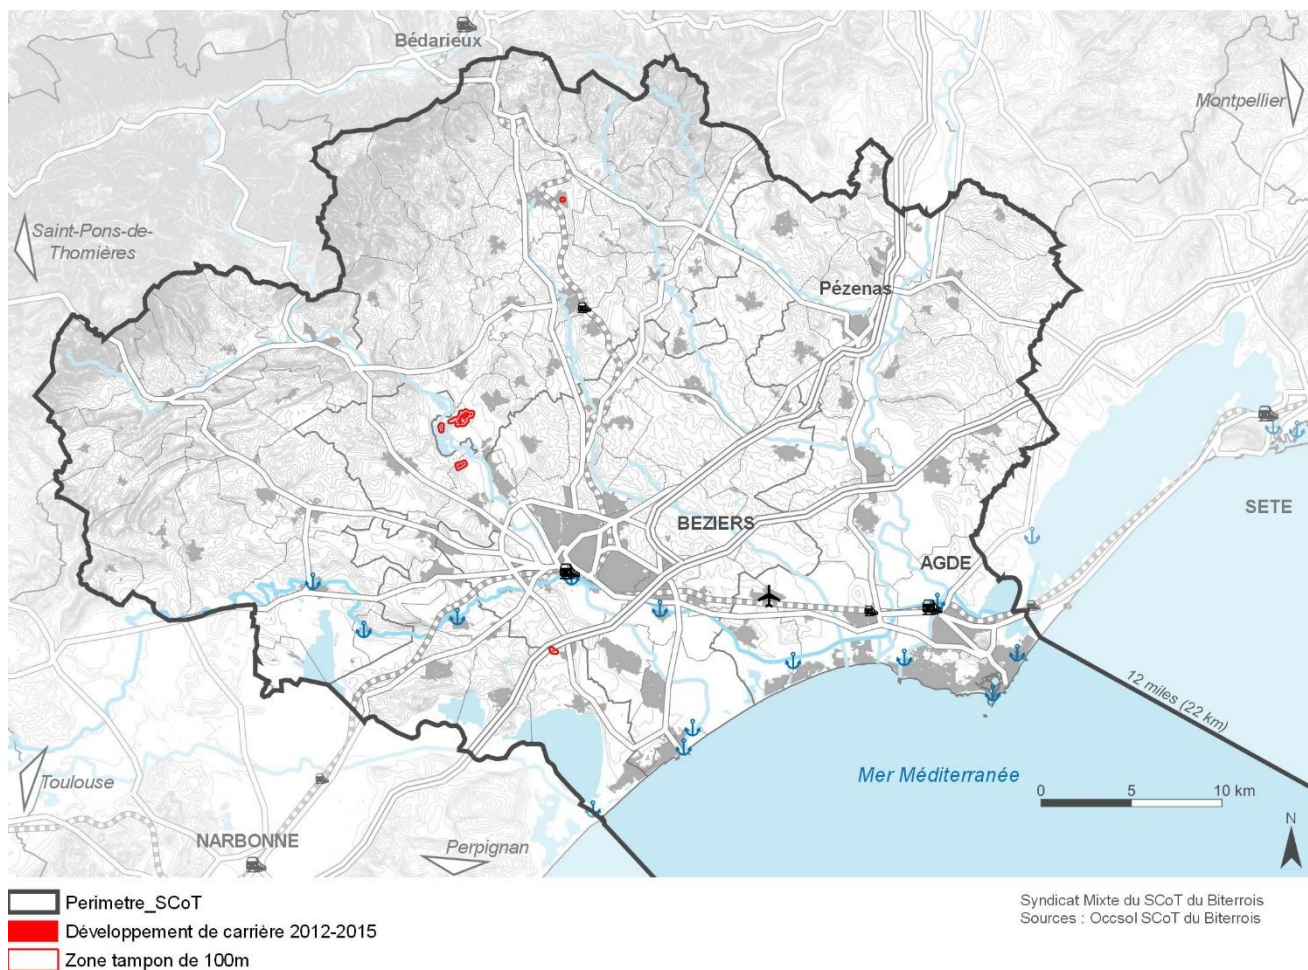 Bédarieux
Montpellier
Saint-Pons-de-
Thomières
Pézenas
SETE
BEZIERS
AGDE
12 miles (22 km)
Mer Méditerranée
Toulouse
0 5 10 km
N
NARBONNE
Perpignan
Perimetre_SCoT
Développement de carrière 2012-2015
Zone tampon de 100m
Syndicat Mixte du SCoT du Biterrois
Sources : Occsol SCoT du Biterrois